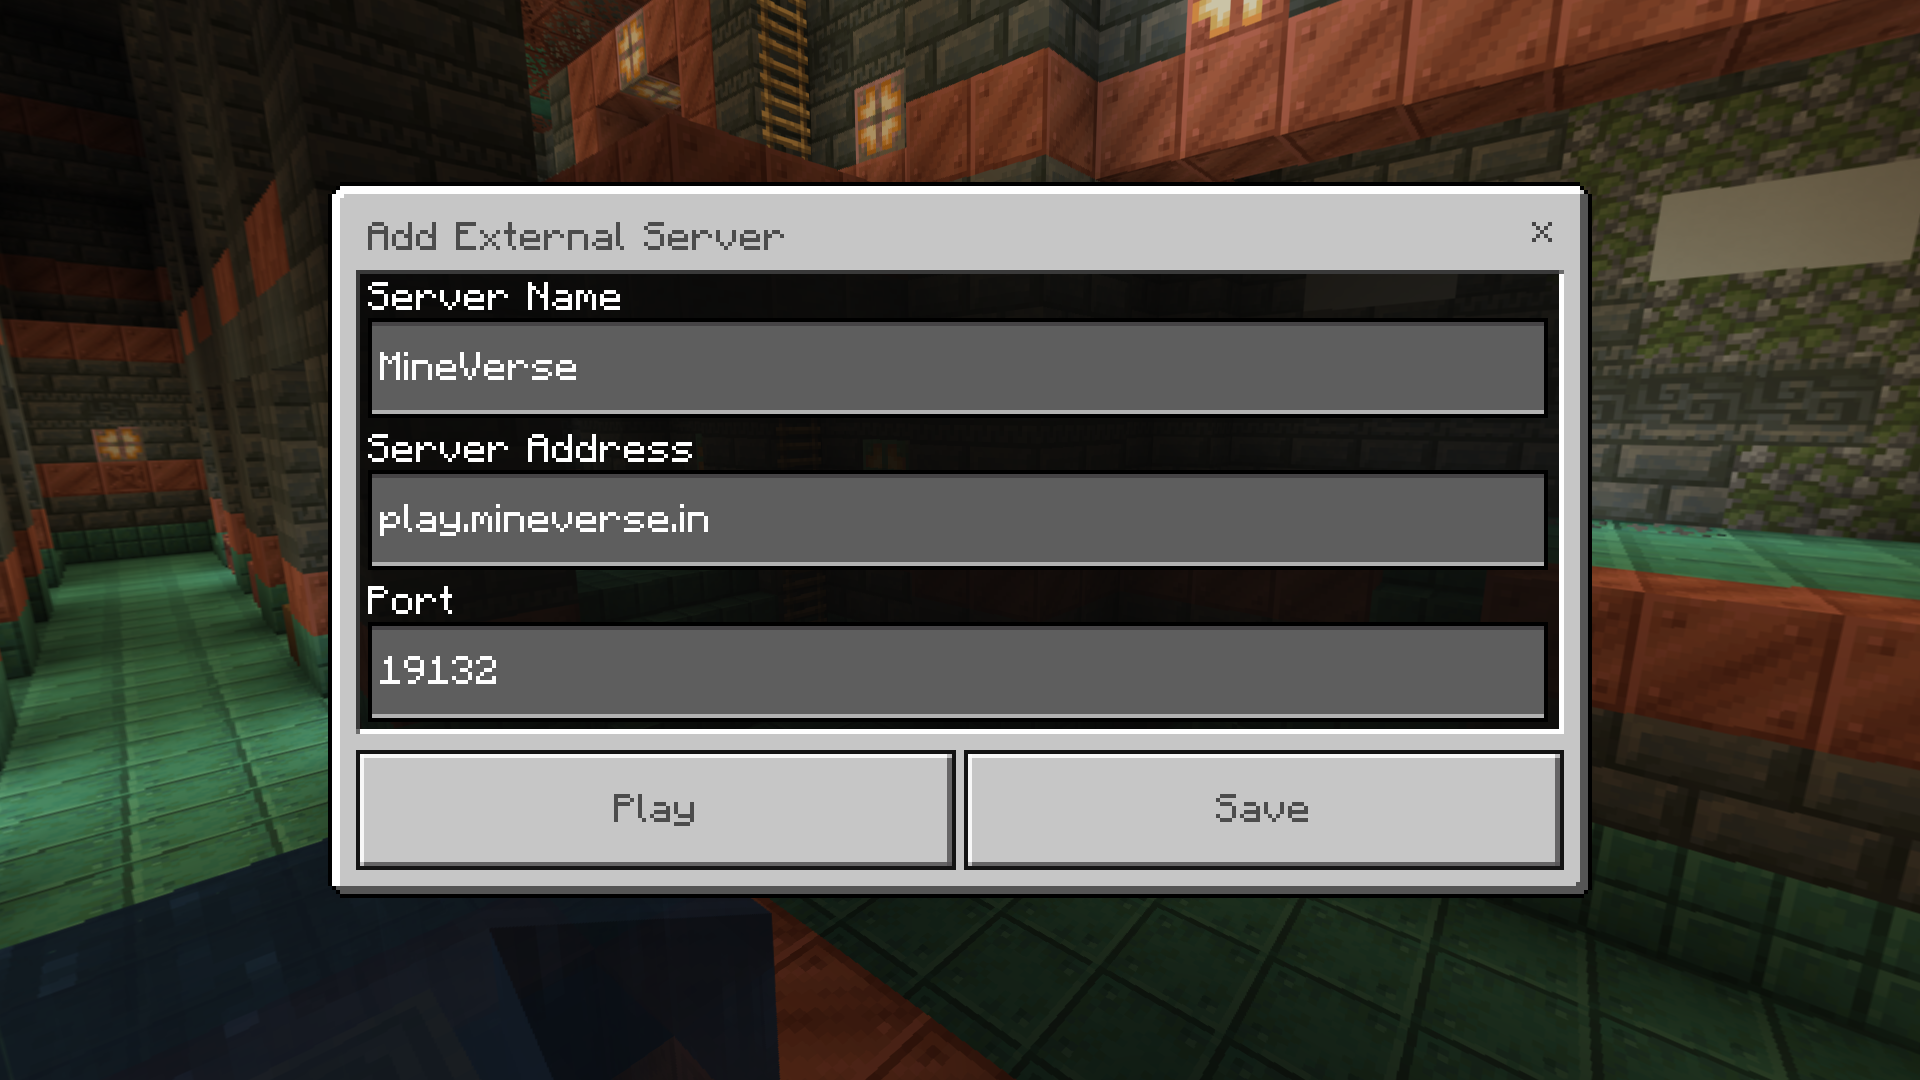 Add External Server
Server Name
MineVerse
Server Address
play.mineverse.in
Port
19132
Play
Save